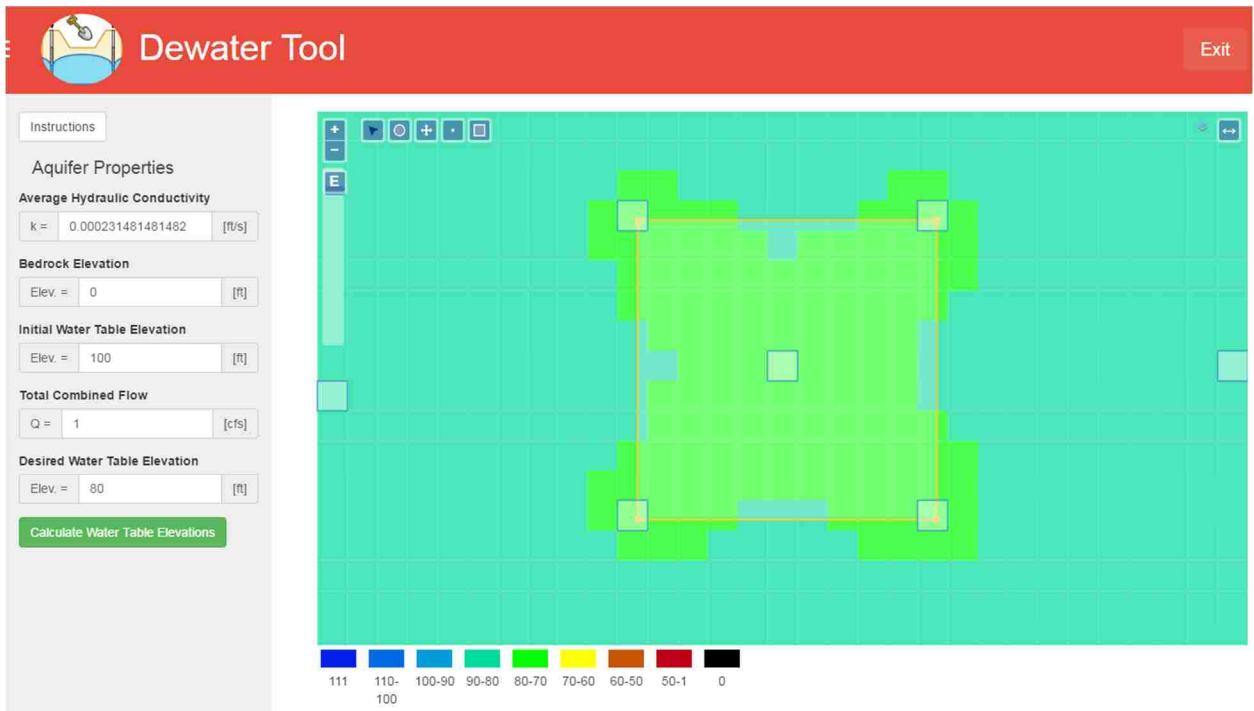 Dewater Tool
Exit
Instructions
Aquifer Properties
Average Hydraulic Conductivity
k = 0.000231481481482 [ft/s]
Bedrock Elevation
Elev. = 0 [ft]
Initial Water Table Elevation
Elev. = 100 [ft]
Total Combined Flow
Q = 1 [cfs]
Desired Water Table Elevation
Elev. = 80 [ft]
Calculate Water Table Elevations
+
−
E
111 110-100 100-90 90-80 80-70 70-60 60-50 50-1 0